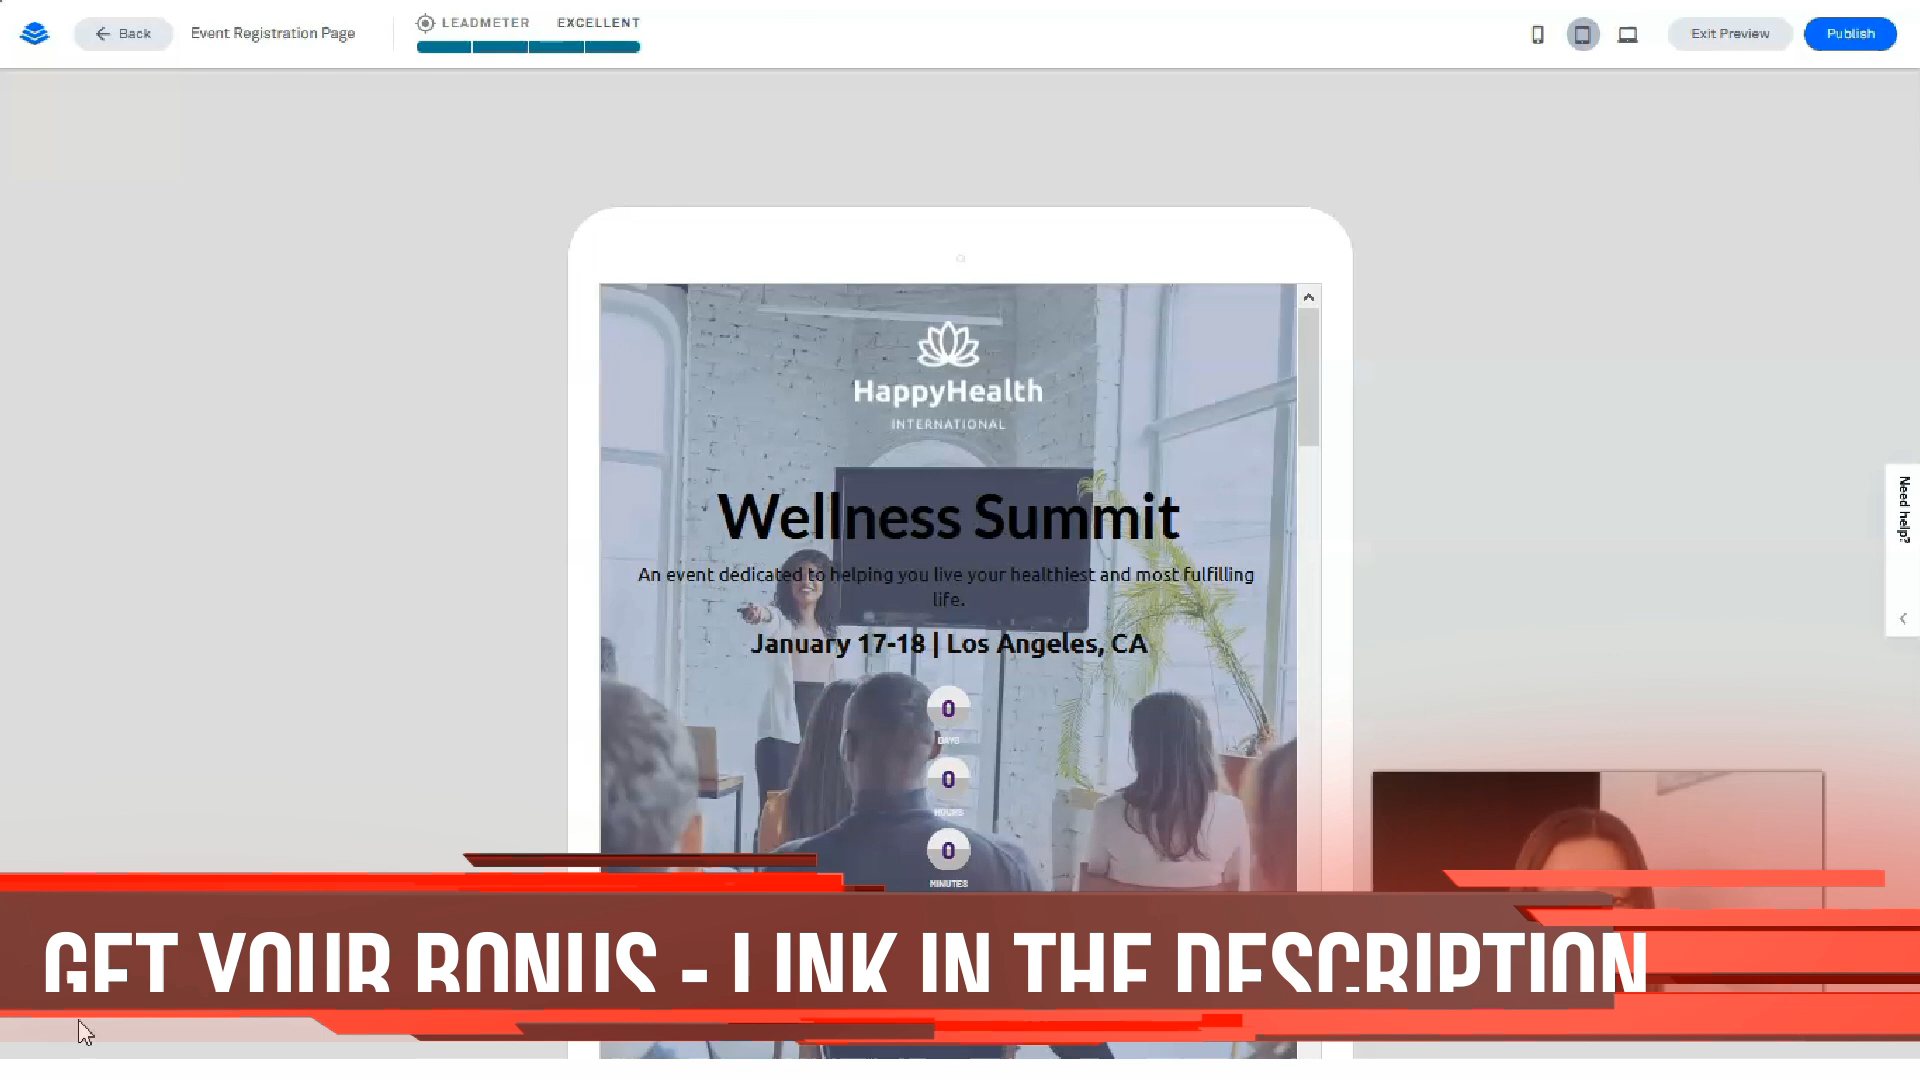 Back
Event Registration Page
LEADMETER EXCELLENT
Exit Preview
Publish
HappyHealth
INTERNATIONAL
Wellness Summit
An event dedicated to helping you live your healthiest and most fulfilling
life.
January 17-18 | Los Angeles, CA
0
DAYS
0
HOURS
0
MINUTES
Need help?
GET YOUR BONUS - LINK IN THE DESCRIPTION